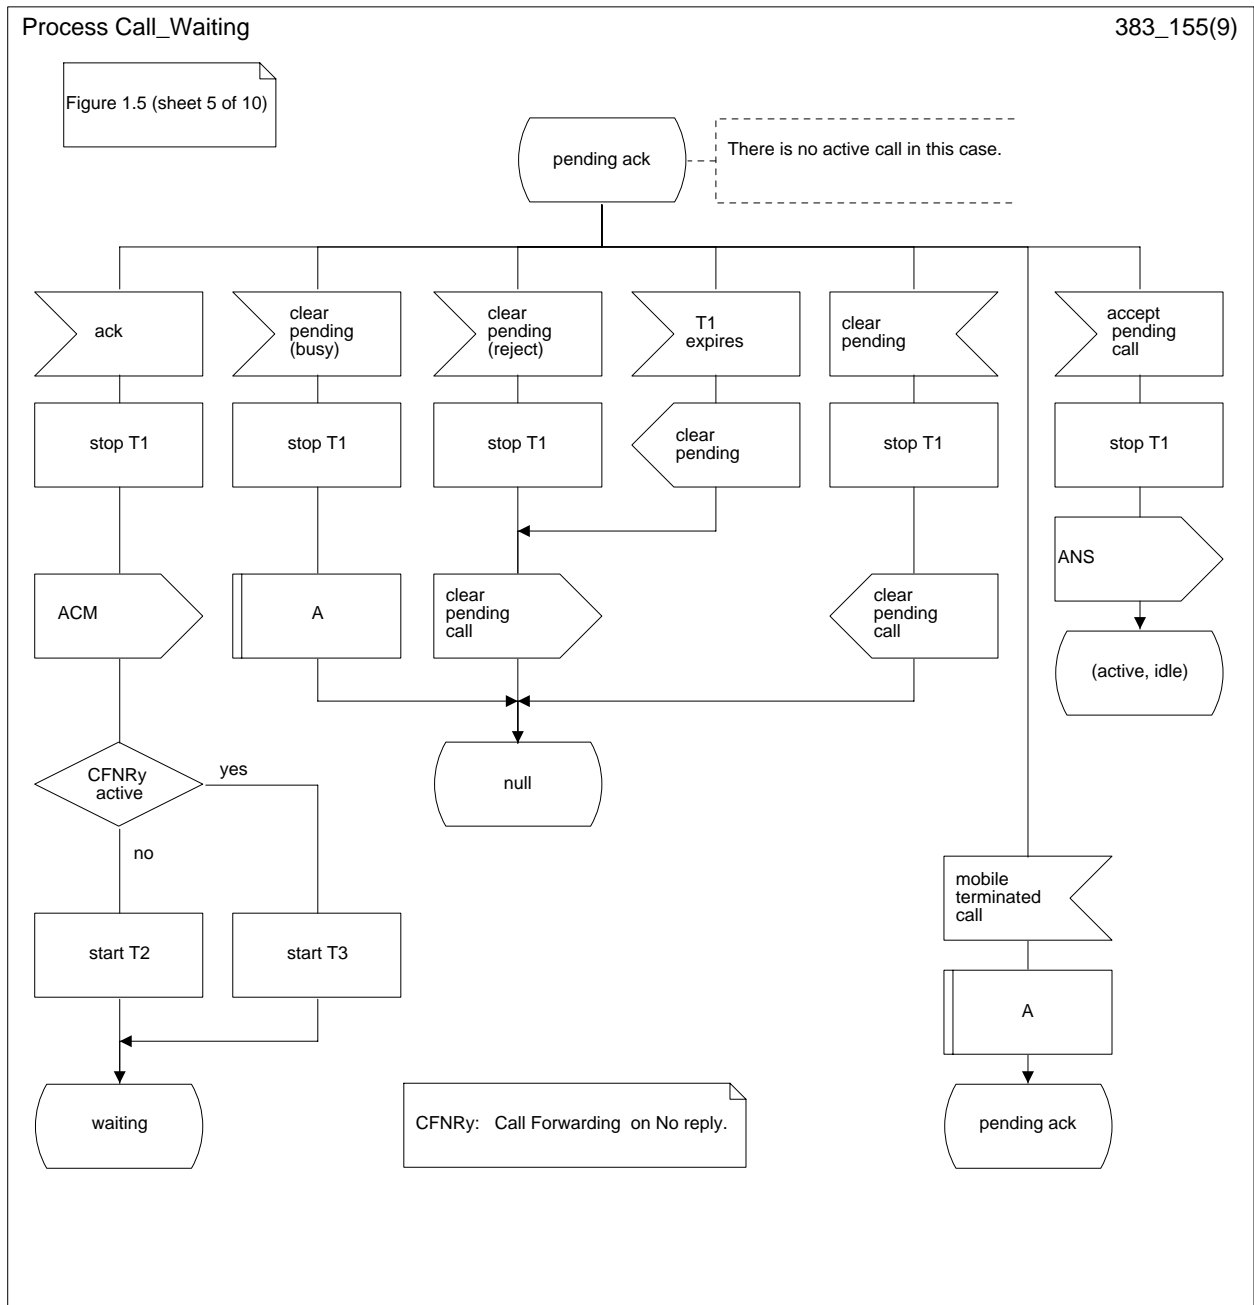 Process Call_Waiting
383_155(9)
Figure 1.5 (sheet 5 of 10)
pending ack
There is no active call in this case.
ack
clear
pending
(busy)
clear
pending
(reject)
T1
expires
clear
pending
accept
pending
call
stop T1
stop T1
stop T1
clear
pending
stop T1
stop T1
ACM
A
clear
pending
call
clear
pending
call
ANS
(active, idle)
CFNRy
active
yes
no
null
mobile
terminated
call
start T2
start T3
A
waiting
CFNRy: Call Forwarding on No reply.
pending ack